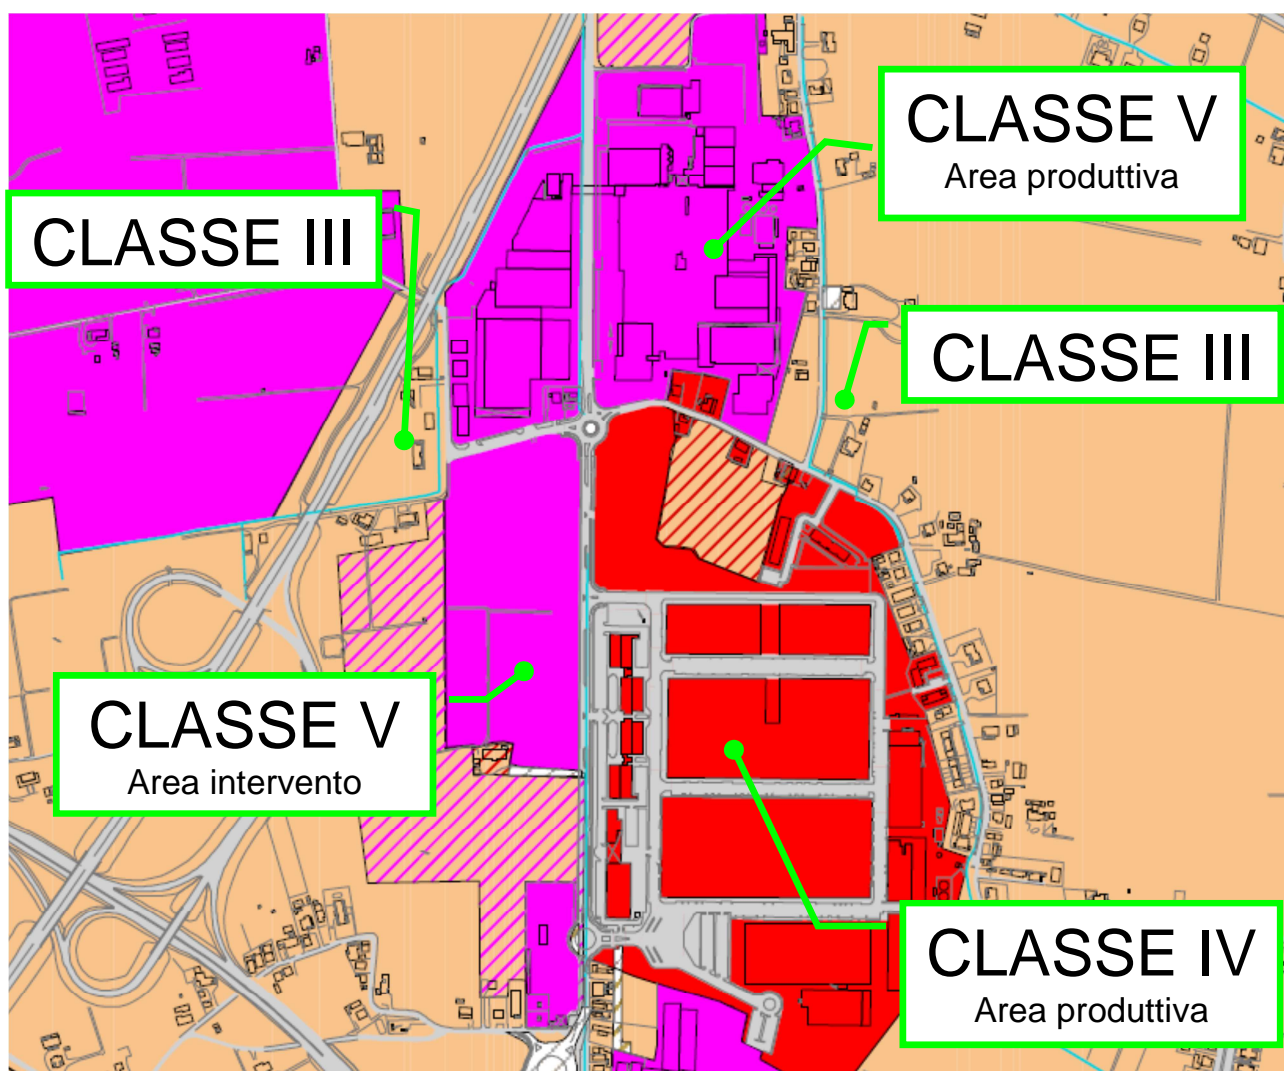 CLASSE V
Area produttiva
CLASSE III
CLASSE III
CLASSE V
Area intervento
CLASSE IV
Area produttiva